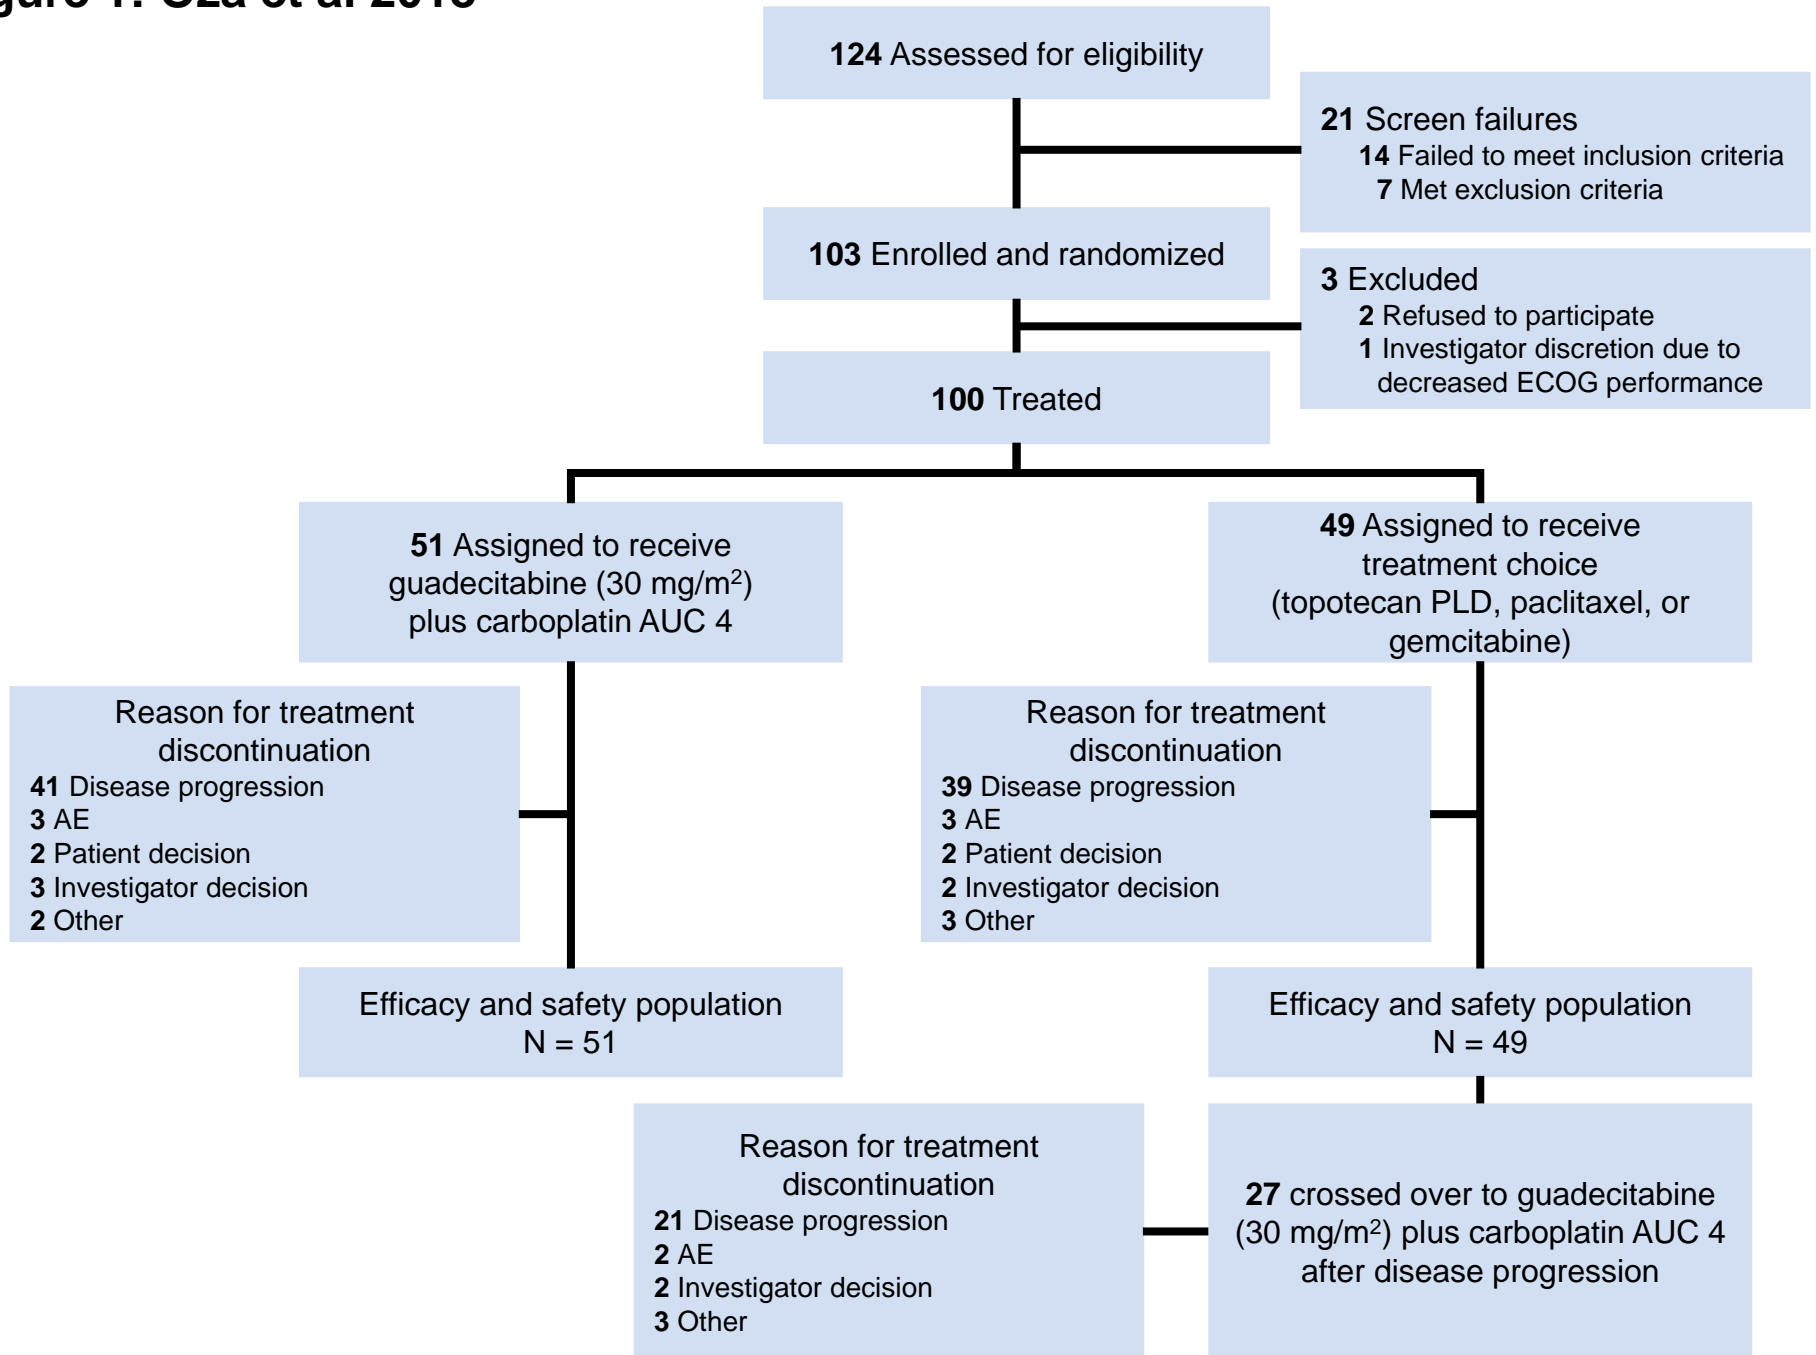 124 Assessed for eligibility
21 Screen failures
14 Failed to meet inclusion criteria
7 Met exclusion criteria
103 Enrolled and randomized
3 Excluded
2 Refused to participate
1 Investigator discretion due to
decreased ECOG performance
100 Treated
51 Assigned to receive
guadecitabine (30 mg/m²)
plus carboplatin AUC 4
49 Assigned to receive
treatment choice
(topotecan PLD, paclitaxel, or
gemcitabine)
Reason for treatment
discontinuation
41 Disease progression
3 AE
2 Patient decision
3 Investigator decision
2 Other
Reason for treatment
discontinuation
39 Disease progression
3 AE
2 Patient decision
2 Investigator decision
3 Other
Efficacy and safety population
N = 51
Efficacy and safety population
N = 49
Reason for treatment
discontinuation
21 Disease progression
2 AE
2 Investigator decision
3 Other
27 crossed over to guadecitabine
(30 mg/m²) plus carboplatin AUC 4
after disease progression